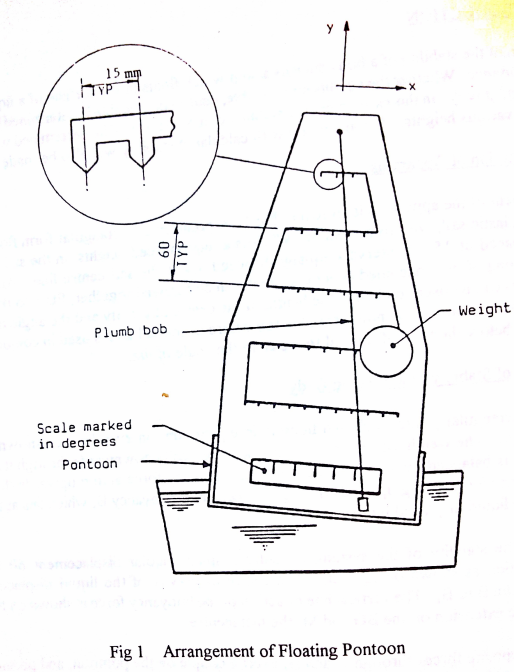 y
x
15 mm
TYP
60
TYP
Weight
Plumb bob
Scale marked
in degrees
Pontoon
Fig 1 Arrangement of Floating Pontoon